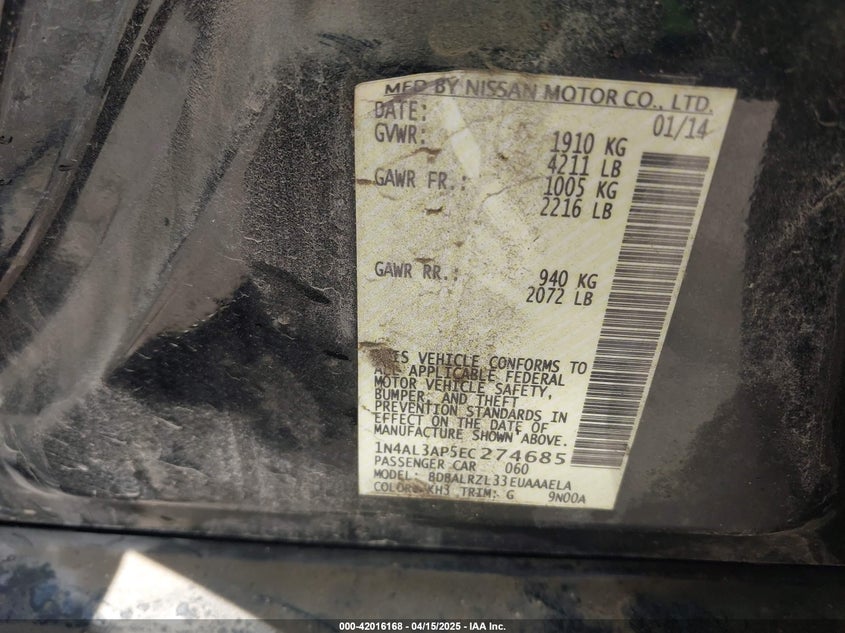 MFD BY NISSAN MOTOR CO., LTD.
DATE: 01/14
GVWR: 1910 KG
4211 LB
GAWR FR.: 1005 KG
2216 LB
GAWR RR.: 940 KG
2072 LB
THIS VEHICLE CONFORMS TO
ALL APPLICABLE FEDERAL
MOTOR VEHICLE SAFETY,
BUMPER, AND THEFT
PREVENTION STANDARDS IN
EFFECT ON THE DATE OF
MANUFACTURE SHOWN ABOVE.
1N4AL3AP5EC274685
PASSENGER CAR 060
MODEL: BDBALRZL33EUAAAELA
COLOR: KH3 TRIM: G 9N00A
000-42016168 - 04/15/2025 - IAA Inc.